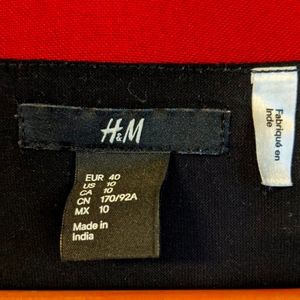 H&M
EUR 40
US 10
CA 10
CN 170/92A
MX 10
Made in
India
Fabriqué en
Inde